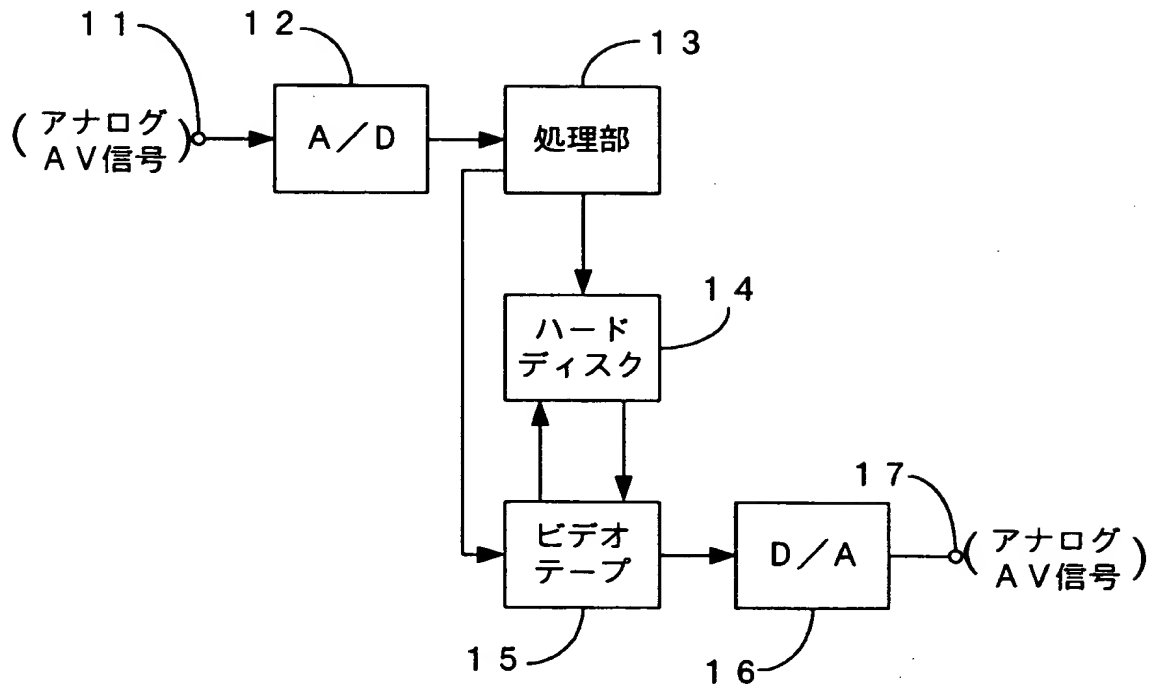 11
12
13
(アナログ
AV信号)
A/D
処理部
14
ハード
ディスク
17
ビデオ
テープ
D/A
(アナログ
AV信号)
15
16